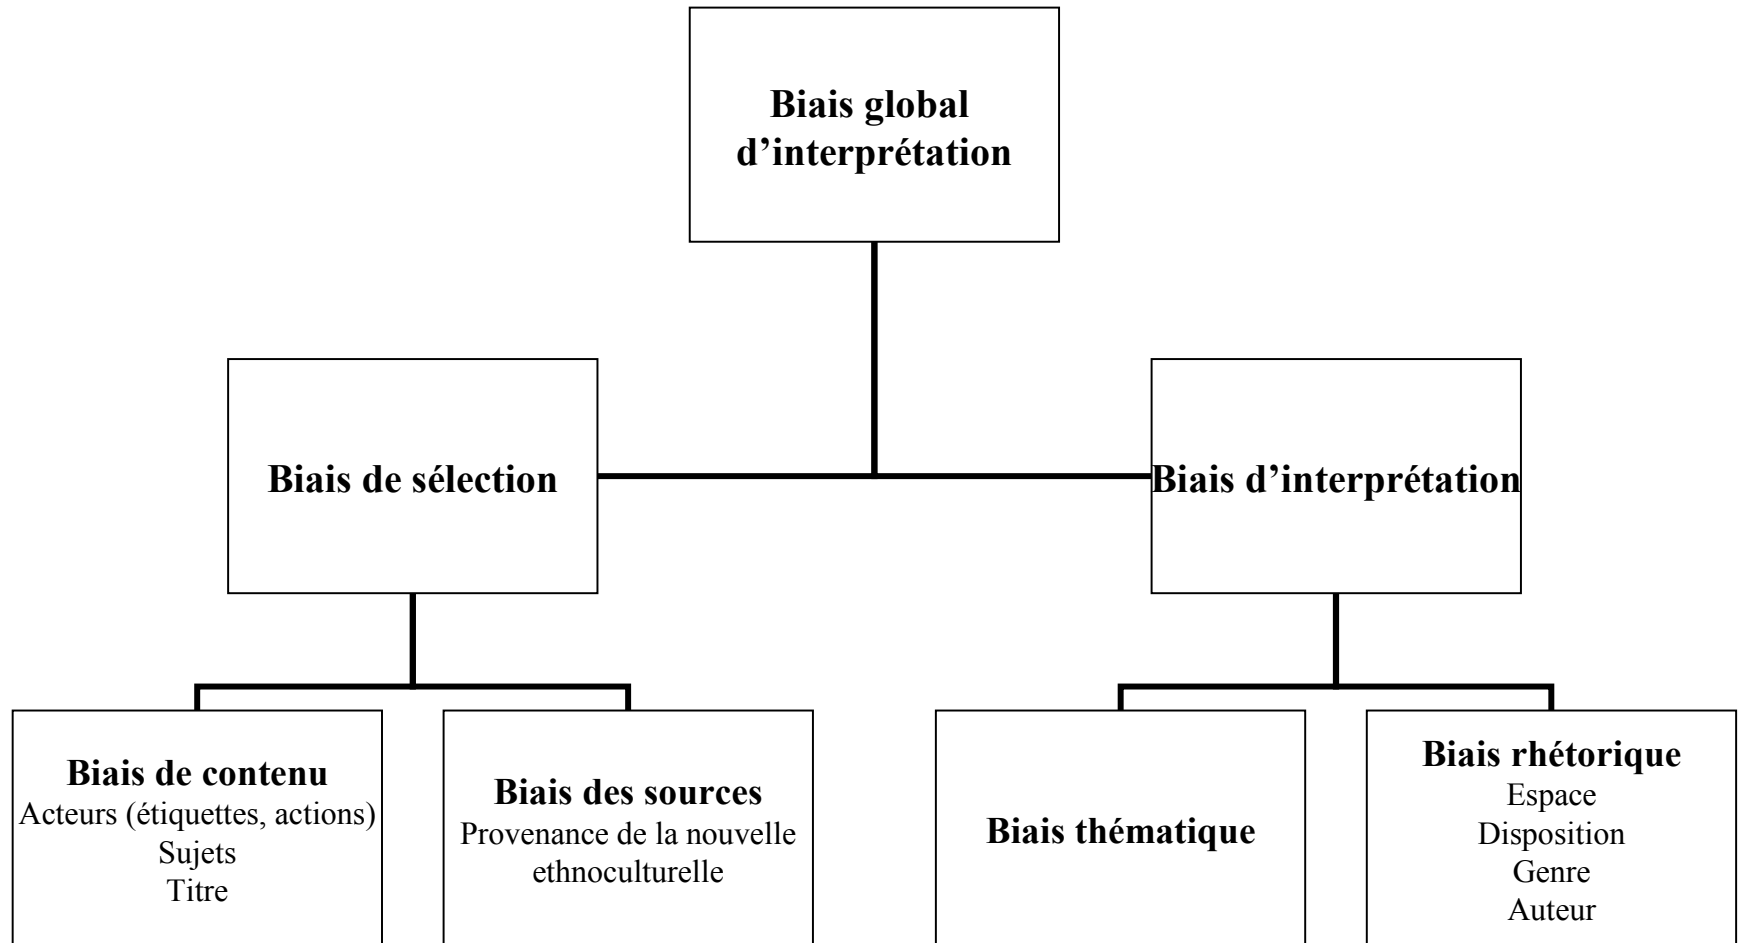 Biais global
d’interprétation
Biais de sélection
Biais d’interprétation
Biais de contenu
Acteurs (étiquettes, actions)
Sujets
Titre
Biais des sources
Provenance de la nouvelle
ethnoculturelle
Biais thématique
Biais rhétorique
Espace
Disposition
Genre
Auteur